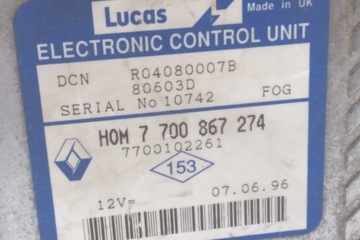 Lucas
Made in UK
ELECTRONIC CONTROL UNIT
DCN R04080007B
80603D
SERIAL No 10742 FOG
HOM 7 700 867 274
7700102261
153
12V= 07.06.96